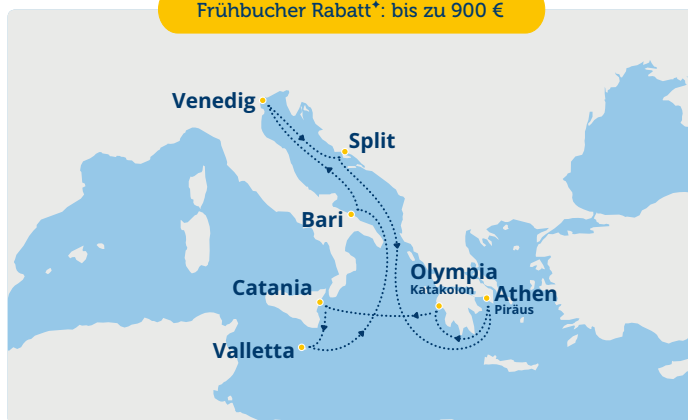 Frühbucher Rabatt✦: bis zu 900 €
Venedig
Split
Bari
Olympia
Katakolon
Catania
Athen
Piräus
Valletta